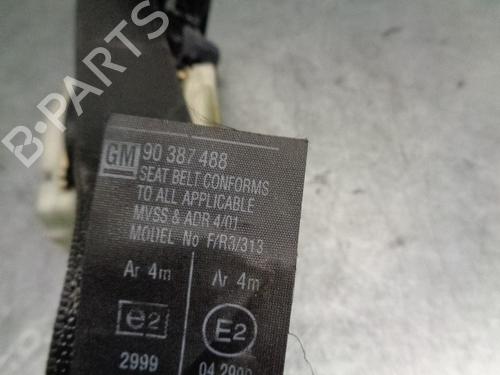 B-PARTS
GM 90 387 488
SEAT BELT CONFORMS
TO ALL APPLICABLE
MVSS & ADR 4/01
MODEL No F/R3/313
Ar 4m Ar 4m
e2 E2
2999